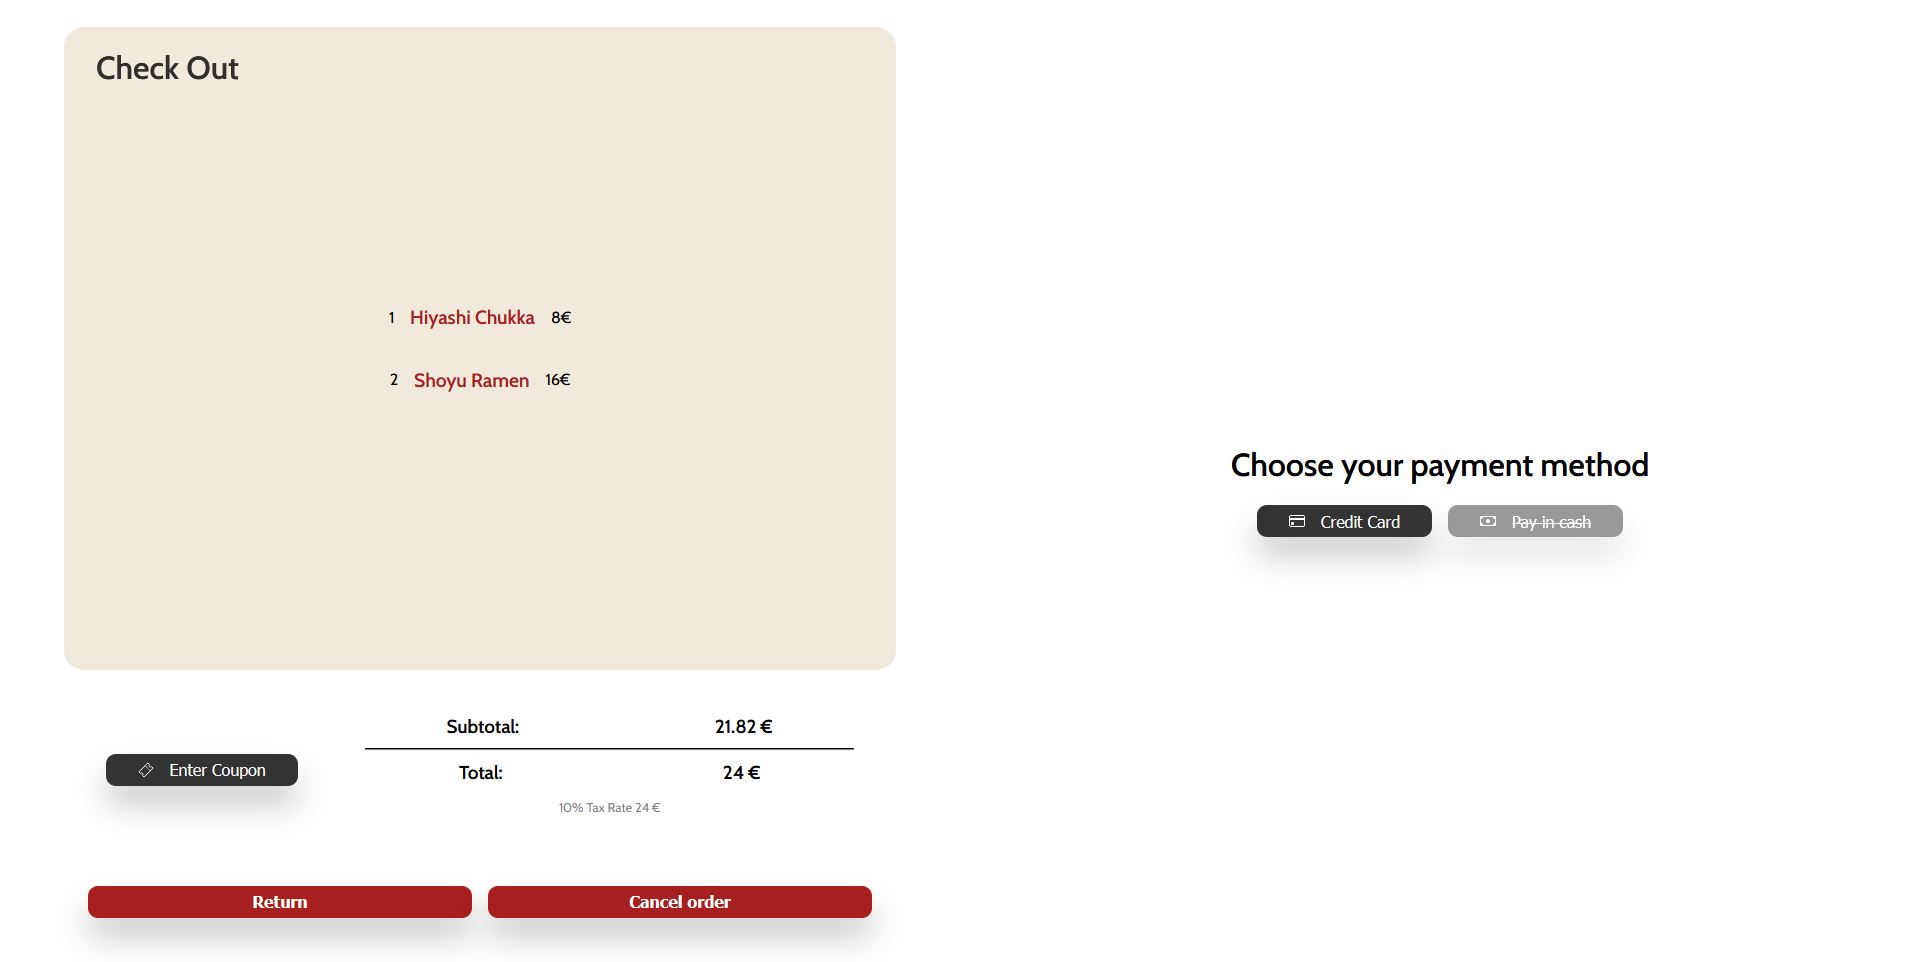 Check Out
1 Hiyashi Chukka 8€
2 Shoyu Ramen 16€
Subtotal: 21.82 €
Total: 24 €
10% Tax Rate 24 €
Enter Coupon
Return Cancel order
Choose your payment method
Credit Card Pay in cash